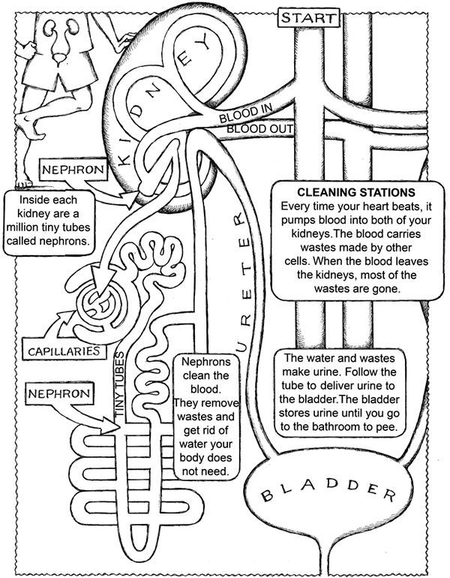 START
KIDNEY
BLOOD IN
BLOOD OUT
NEPHRON
Inside each
kidney are a
million tiny tubes
called nephrons.
CLEANING STATIONS
Every time your heart beats, it
pumps blood into both of your
kidneys.The blood carries
wastes made by other
cells. When the blood leaves
the kidneys, most of the
wastes are gone.
URETER
CAPILLARIES
TINY TUBES
NEPHRON
Nephrons
clean the
blood.
They remove
wastes and
get rid of
water your
body does
not need.
The water and wastes
make urine. Follow the
tube to deliver urine to
the bladder.The bladder
stores urine until you go
to the bathroom to pee.
BLADDER